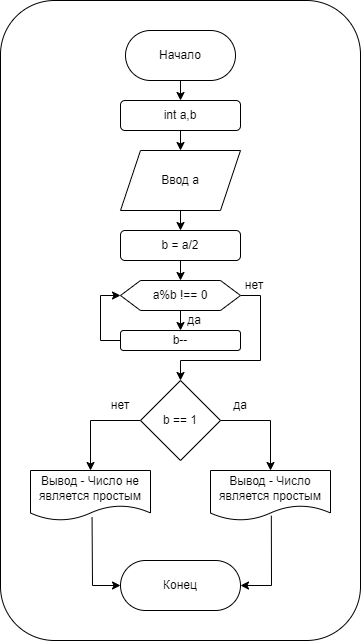 Начало
int a,b
Ввод a
b = a/2
a%b !== 0
нет
да
b--
нет
b == 1
да
Вывод - Число не
является простым
Вывод - Число
является простым
Конец